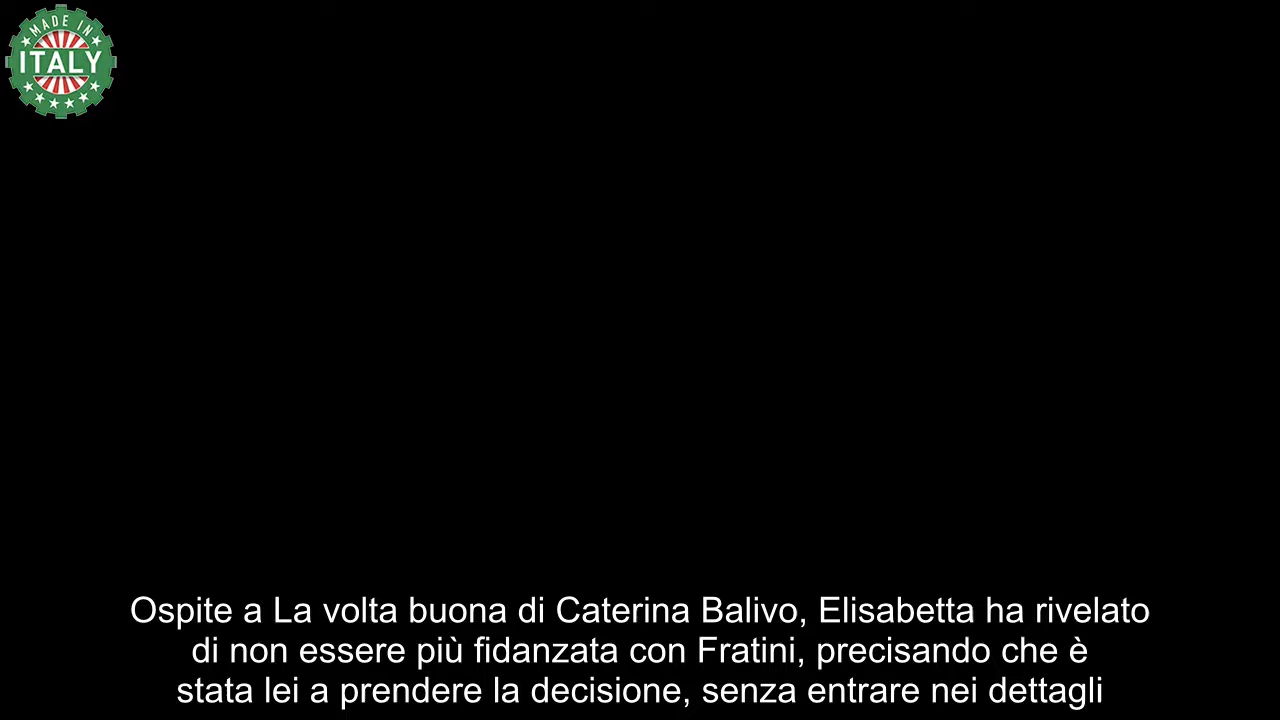 MADE IN
ITALY
Ospite a La volta buona di Caterina Balivo, Elisabetta ha rivelato
di non essere più fidanzata con Fratini, precisando che è
stata lei a prendere la decisione, senza entrare nei dettagli